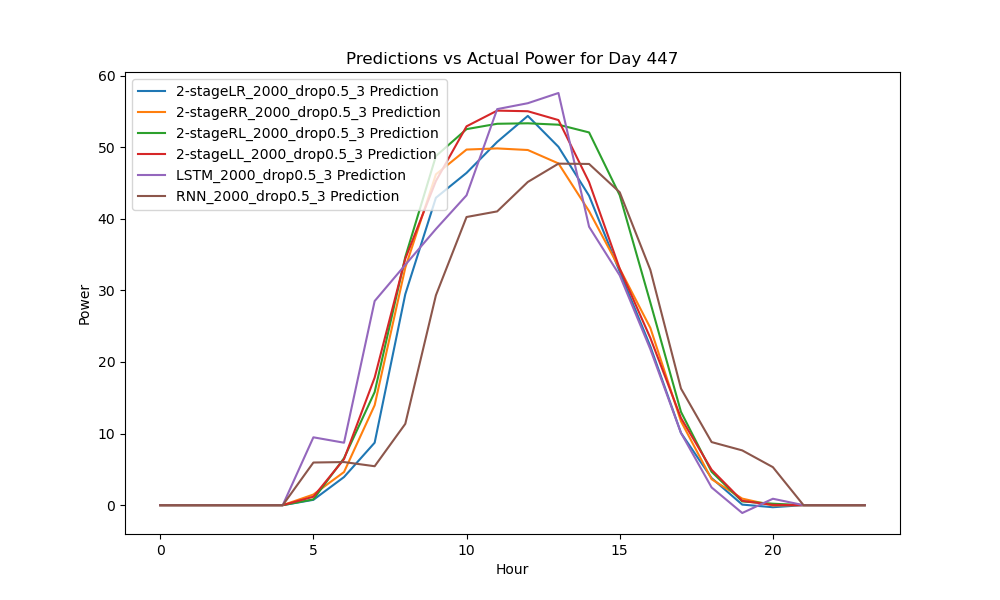 Predictions vs Actual Power for Day 447
60
50
40
30
20
10
0
Power
2-stageLR_2000_drop0.5_3 Prediction
2-stageRR_2000_drop0.5_3 Prediction
2-stageRL_2000_drop0.5_3 Prediction
2-stageLL_2000_drop0.5_3 Prediction
LSTM_2000_drop0.5_3 Prediction
RNN_2000_drop0.5_3 Prediction
0 5 10 15 20
Hour